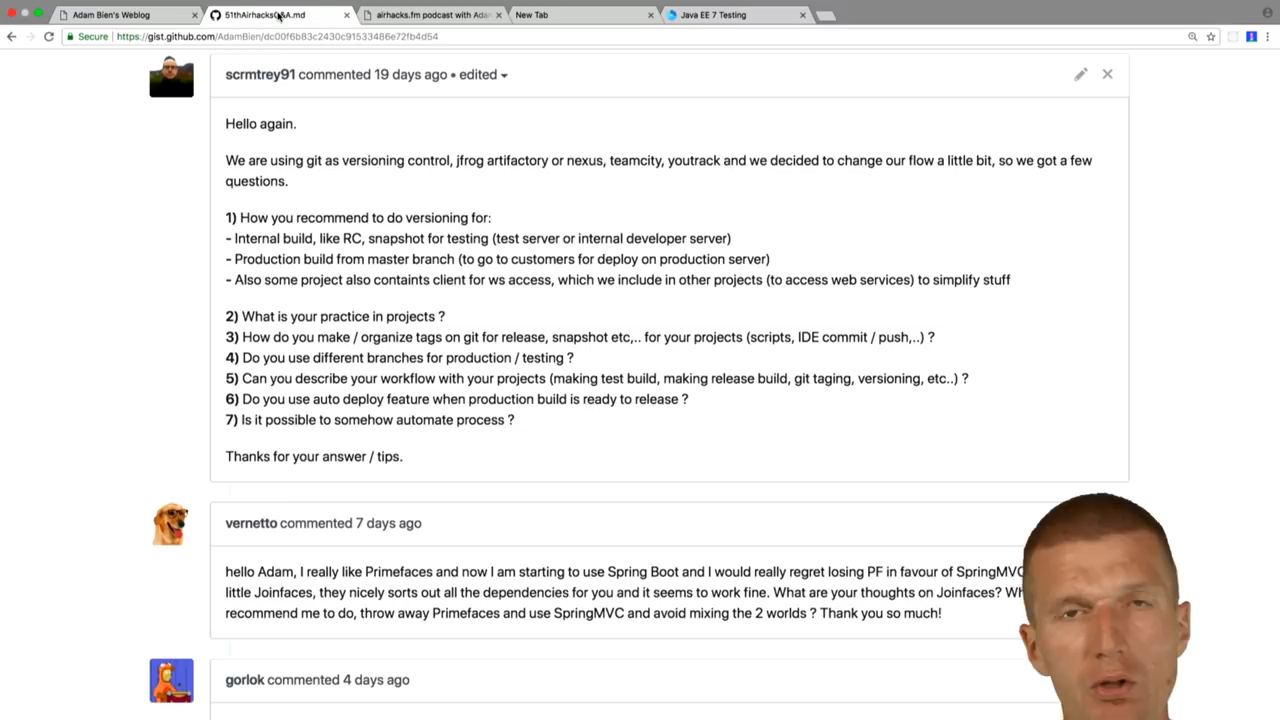 Adam Bien's Weblog
51thAirhacksQ&A.md
airhacks.fm podcast with Ada
New Tab
Java EE 7 Testing
Secure
https://gist.github.com/AdamBien/dc00f6b83c2430c91533486e72fb4d54
scrmtrey91 commented 19 days ago • edited
Hello again.
We are using git as versioning control, jfrog artifactory or nexus, teamcity, youtrack and we decided to change our flow a little bit, so we got a few
questions.
1) How you recommend to do versioning for:
- Internal build, like RC, snapshot for testing (test server or internal developer server)
- Production build from master branch (to go to customers for deploy on production server)
- Also some project also containts client for ws access, which we include in other projects (to access web services) to simplify stuff
2) What is your practice in projects ?
3) How do you make / organize tags on git for release, snapshot etc,.. for your projects (scripts, IDE commit / push,..) ?
4) Do you use different branches for production / testing ?
5) Can you describe your workflow with your projects (making test build, making release build, git tagging, versioning, etc..) ?
6) Do you use auto deploy feature when production build is ready to release ?
7) Is it possible to somehow automate process ?
Thanks for your answer / tips.
vernetto commented 7 days ago
hello Adam, I really like Primefaces and now I am starting to use Spring Boot and I would really regret losing PF in favour of SpringMVC
little Joinfaces, they nicely sorts out all the dependencies for you and it seems to work fine. What are your thoughts on Joinfaces?
recommend me to do, throw away Primefaces and use SpringMVC and avoid mixing the 2 worlds ? Thank you so much!
gorlok commented 4 days ago